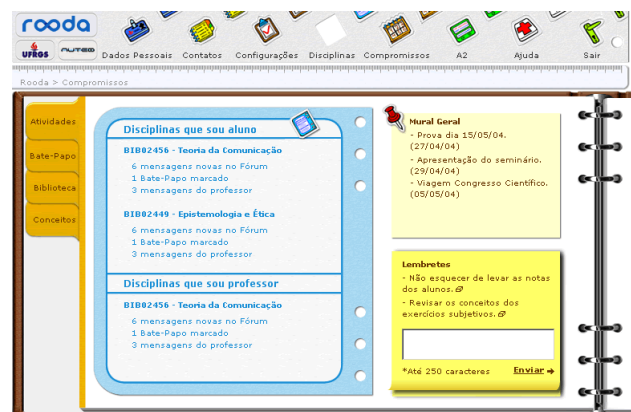 rooda
UFRGS NUTED
Dados Pessoais Contatos Configurações Disciplinas Compromissos A2 Ajuda Sair
Rooda > Compromissos
Atividades
Bate-Papo
Biblioteca
Conceitos
Disciplinas que sou aluno
BIB02456 - Teoria da Comunicação
6 mensagens novas no Fórum
1 Bate-Papo marcado
3 mensagens do professor
BIB02449 - Epistemologia e Ética
6 mensagens novas no Fórum
1 Bate-Papo marcado
3 mensagens do professor
Disciplinas que sou professor
BIB02456 - Teoria da Comunicação
6 mensagens novas no Fórum
1 Bate-Papo marcado
3 mensagens do professor
Mural Geral
- Prova dia 15/05/04.
(27/04/04)
- Apresentação do seminário.
(29/04/04)
- Viagem Congresso Científico.
(05/05/04)
Lembretes
- Não esquecer de levar as notas
dos alunos.
- Revisar os conceitos dos
exercícios subjetivos.
*Até 250 caracteres Enviar